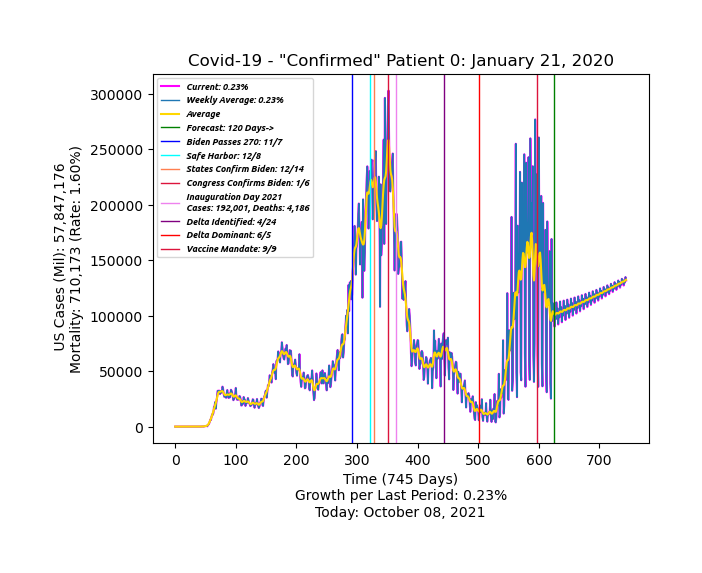 Covid-19 - "Confirmed" Patient 0: January 21, 2020
300000
250000
200000
150000
100000
50000
0
US Cases (Mil): 57,847,176
Mortality: 710,173 (Rate: 1.60%)
Current: 0.23%
Weekly Average: 0.23%
Average
Forecast: 120 Days->
Biden Passes 270: 11/7
Safe Harbor: 12/8
States Confirm Biden: 12/14
Congress Confirms Biden: 1/6
Inauguration Day 2021
Cases: 192,001, Deaths: 4,186
Delta Identified: 4/24
Delta Dominant: 6/5
Vaccine Mandate: 9/9
0 100 200 300 400 500 600 700
Time (745 Days)
Growth per Last Period: 0.23%
Today: October 08, 2021